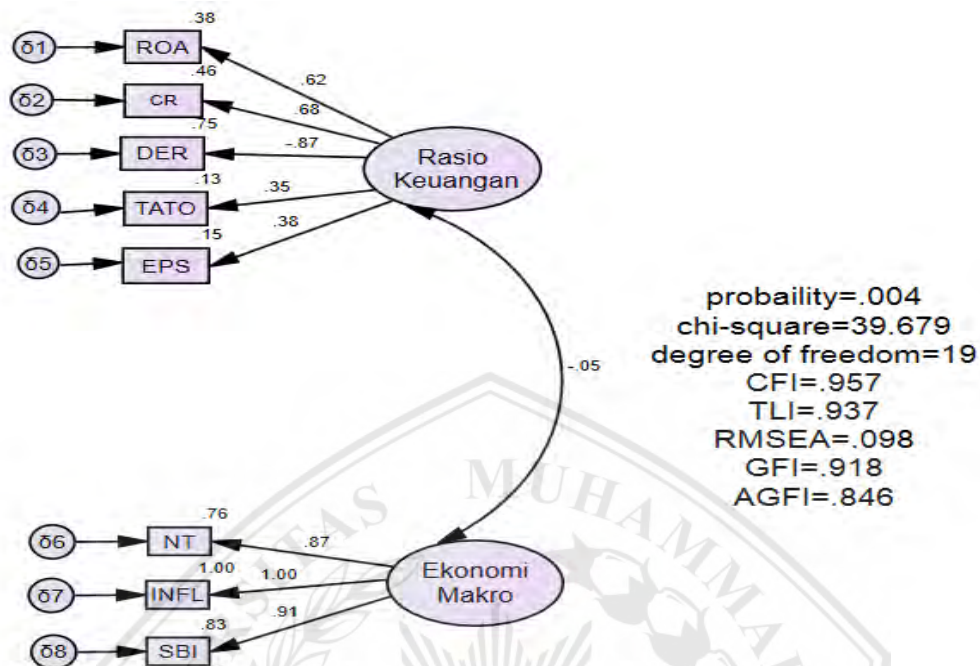 .38
δ1
ROA
.62
.46
δ2
CR
.68
.75
δ3
DER
-.87
Rasio
Keuangan
.13
δ4
TATO
.35
.15
δ5
EPS
.38
-.05
probaility=.004
chi-square=39.679
degree of freedom=19
CFI=.957
TLI=.937
RMSEA=.098
GFI=.918
AGFI=.846
.76
δ6
NT
.87
1.00
δ7
INFL
1.00
Ekonomi
Makro
.83
δ8
SBI
.91
SITAS MUHAMMA